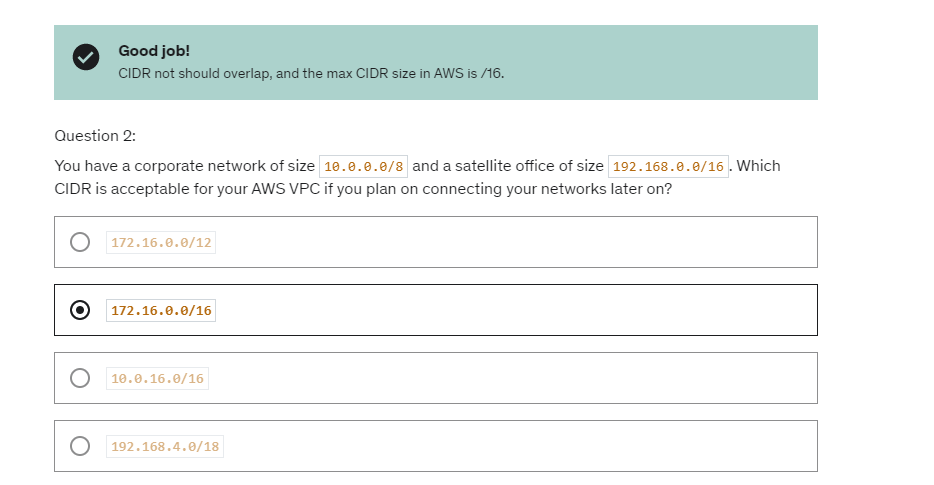 Good job!
CIDR not should overlap, and the max CIDR size in AWS is /16.
Question 2:
You have a corporate network of size 10.0.0.0/8 and a satellite office of size 192.168.0.0/16. Which
CIDR is acceptable for your AWS VPC if you plan on connecting your networks later on?
172.16.0.0/12
172.16.0.0/16
10.0.16.0/16
192.168.4.0/18